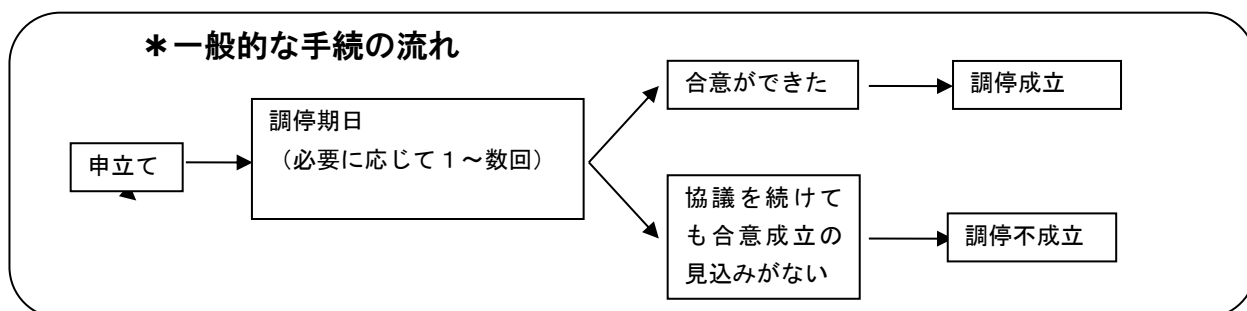 ＊一般的な手続の流れ
申立て
調停期日
（必要に応じて１～数回）
合意ができた
調停成立
協議を続けて
も合意成立の
見込みがない
調停不成立